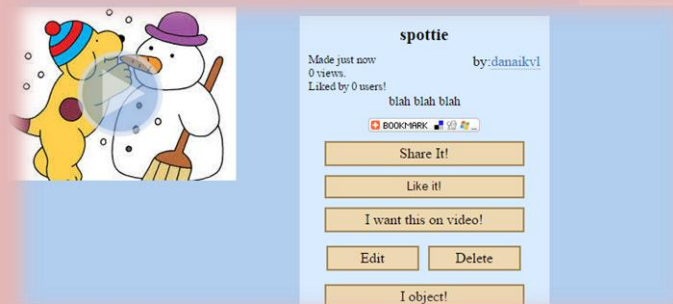 spottie
Made just now
by:danaikvl
0 views.
Liked by 0 users!
blah blah blah
BOOKMARK
Share It!
Like it!
I want this on video!
Edit
Delete
I object!